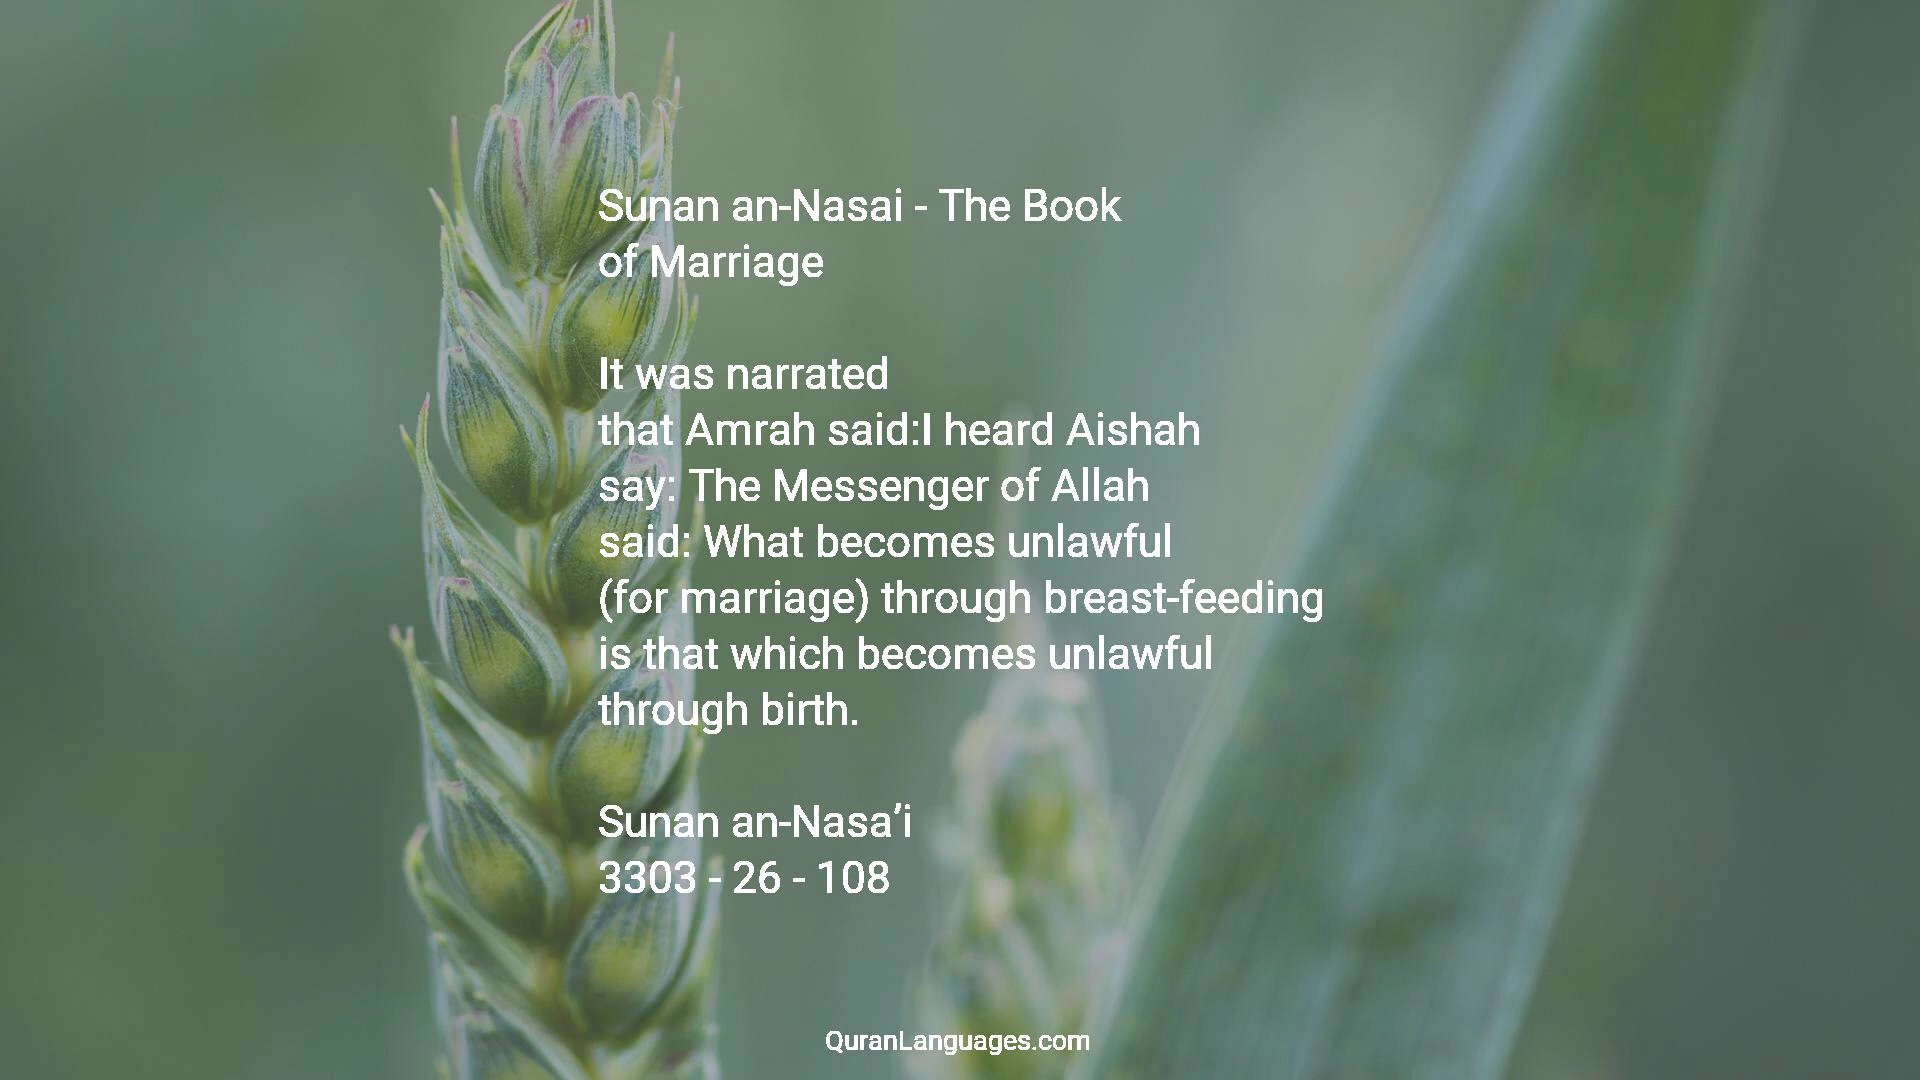 Sunan an-Nasai - The Book
of Marriage
It was narrated
that Amrah said:I heard Aishah
say: The Messenger of Allah
said: What becomes unlawful
(for marriage) through breast-feeding
is that which becomes unlawful
through birth.
Sunan an-Nasa’i
3303 - 26 - 108
QuranLanguages.com